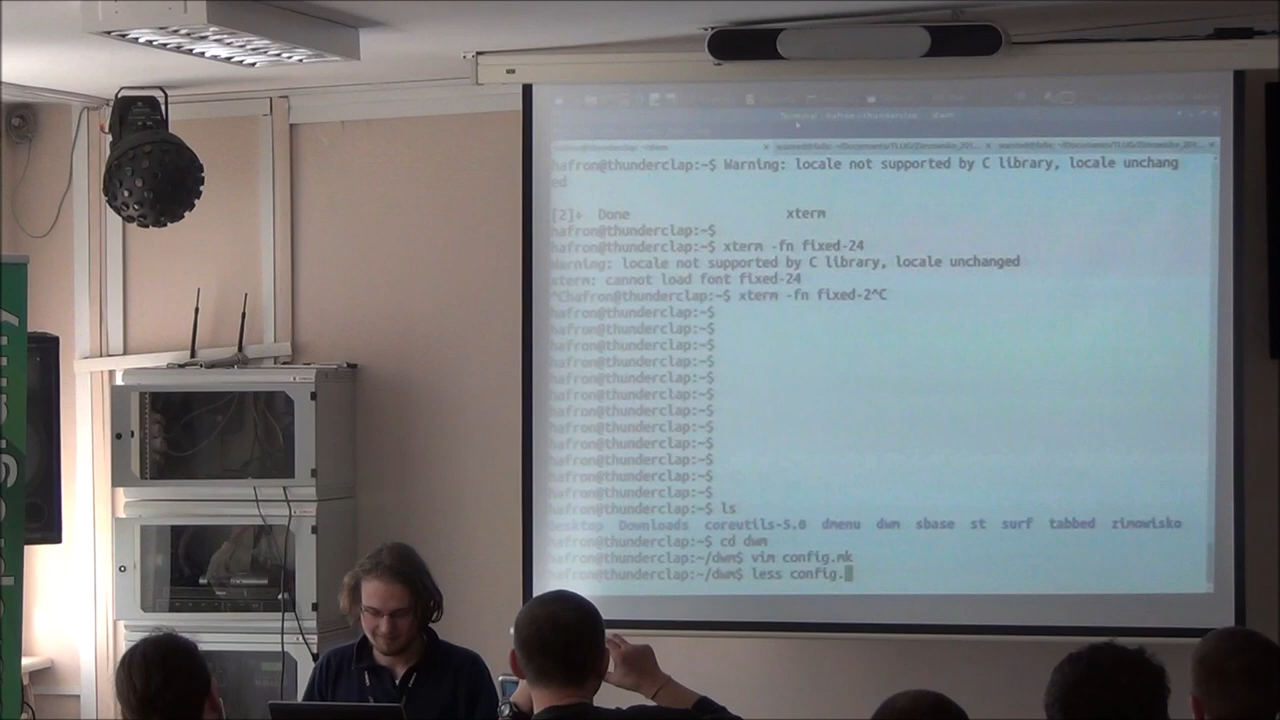 Terminal - hafron@thunderclap: ~/dwm
hafron@thunderclap:~$ Warning: locale not supported by C library, locale unchang
ed
[2]+  Done                    xterm
hafron@thunderclap:~$
hafron@thunderclap:~$ xterm -fn fixed-24
Warning: locale not supported by C library, locale unchanged
xterm: cannot load font fixed-24
^Chafron@thunderclap:~$ xterm -fn fixed-2^C
hafron@thunderclap:~$
hafron@thunderclap:~$
hafron@thunderclap:~$
hafron@thunderclap:~$
hafron@thunderclap:~$
hafron@thunderclap:~$
hafron@thunderclap:~$
hafron@thunderclap:~$
hafron@thunderclap:~$
hafron@thunderclap:~$
hafron@thunderclap:~$
hafron@thunderclap:~$
hafron@thunderclap:~$ ls
Desktop  Downloads  coreutils-5.0  dmenu  dwm  sbase  st  surf  tabbed  zimowisko
hafron@thunderclap:~$ cd dwm
hafron@thunderclap:~/dwm$ vim config.mk
hafron@thunderclap:~/dwm$ less config.